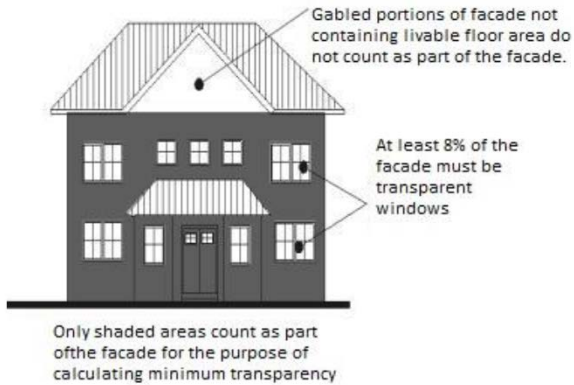 Gabled portions of facade not
containing livable floor area do
not count as part of the facade.
At least 8% of the
facade must be
transparent
windows
Only shaded areas count as part
ofthe facade for the purpose of
calculating minimum transparency